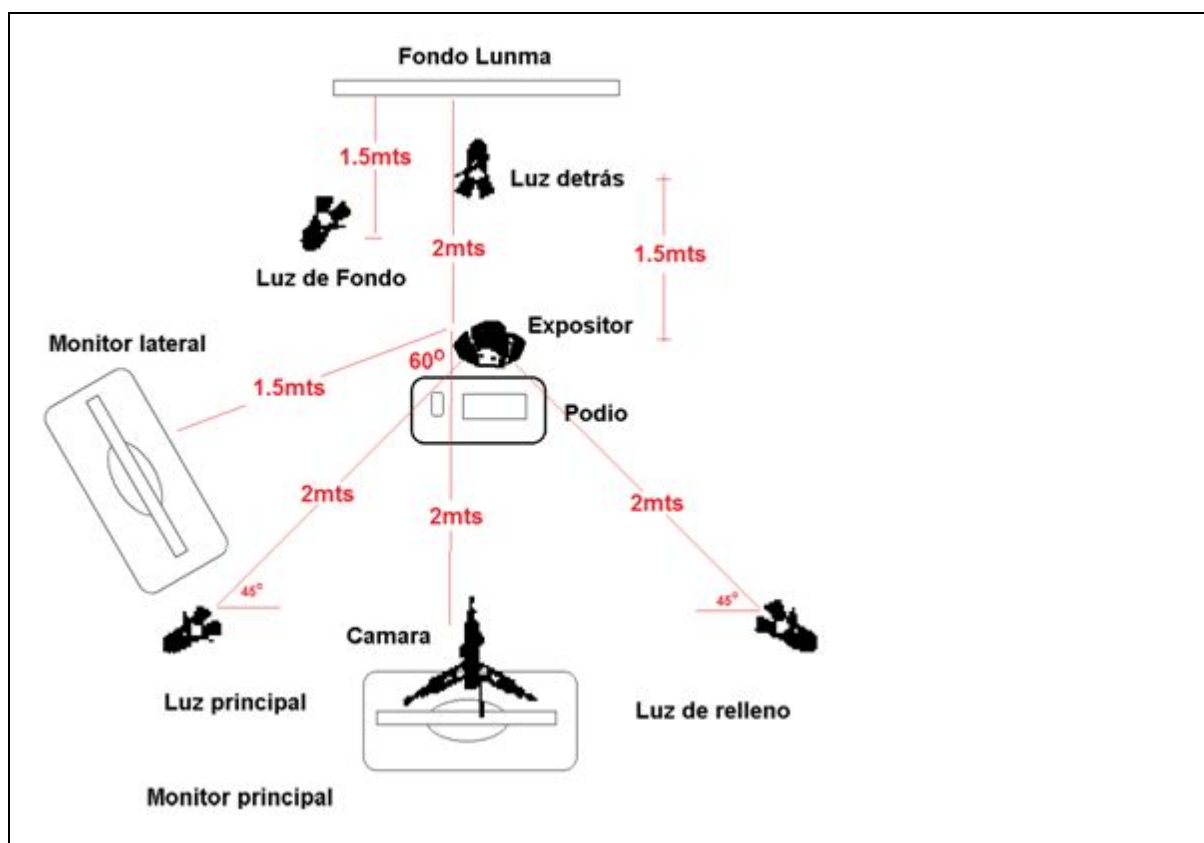 Fondo Lunma
1.5mts
Luz detrás
2mts
1.5mts
Luz de Fondo
Expositor
Monitor lateral
60°
1.5mts
Podio
2mts
2mts
2mts
45°
45°
Camara
Luz principal
Luz de relleno
Monitor principal